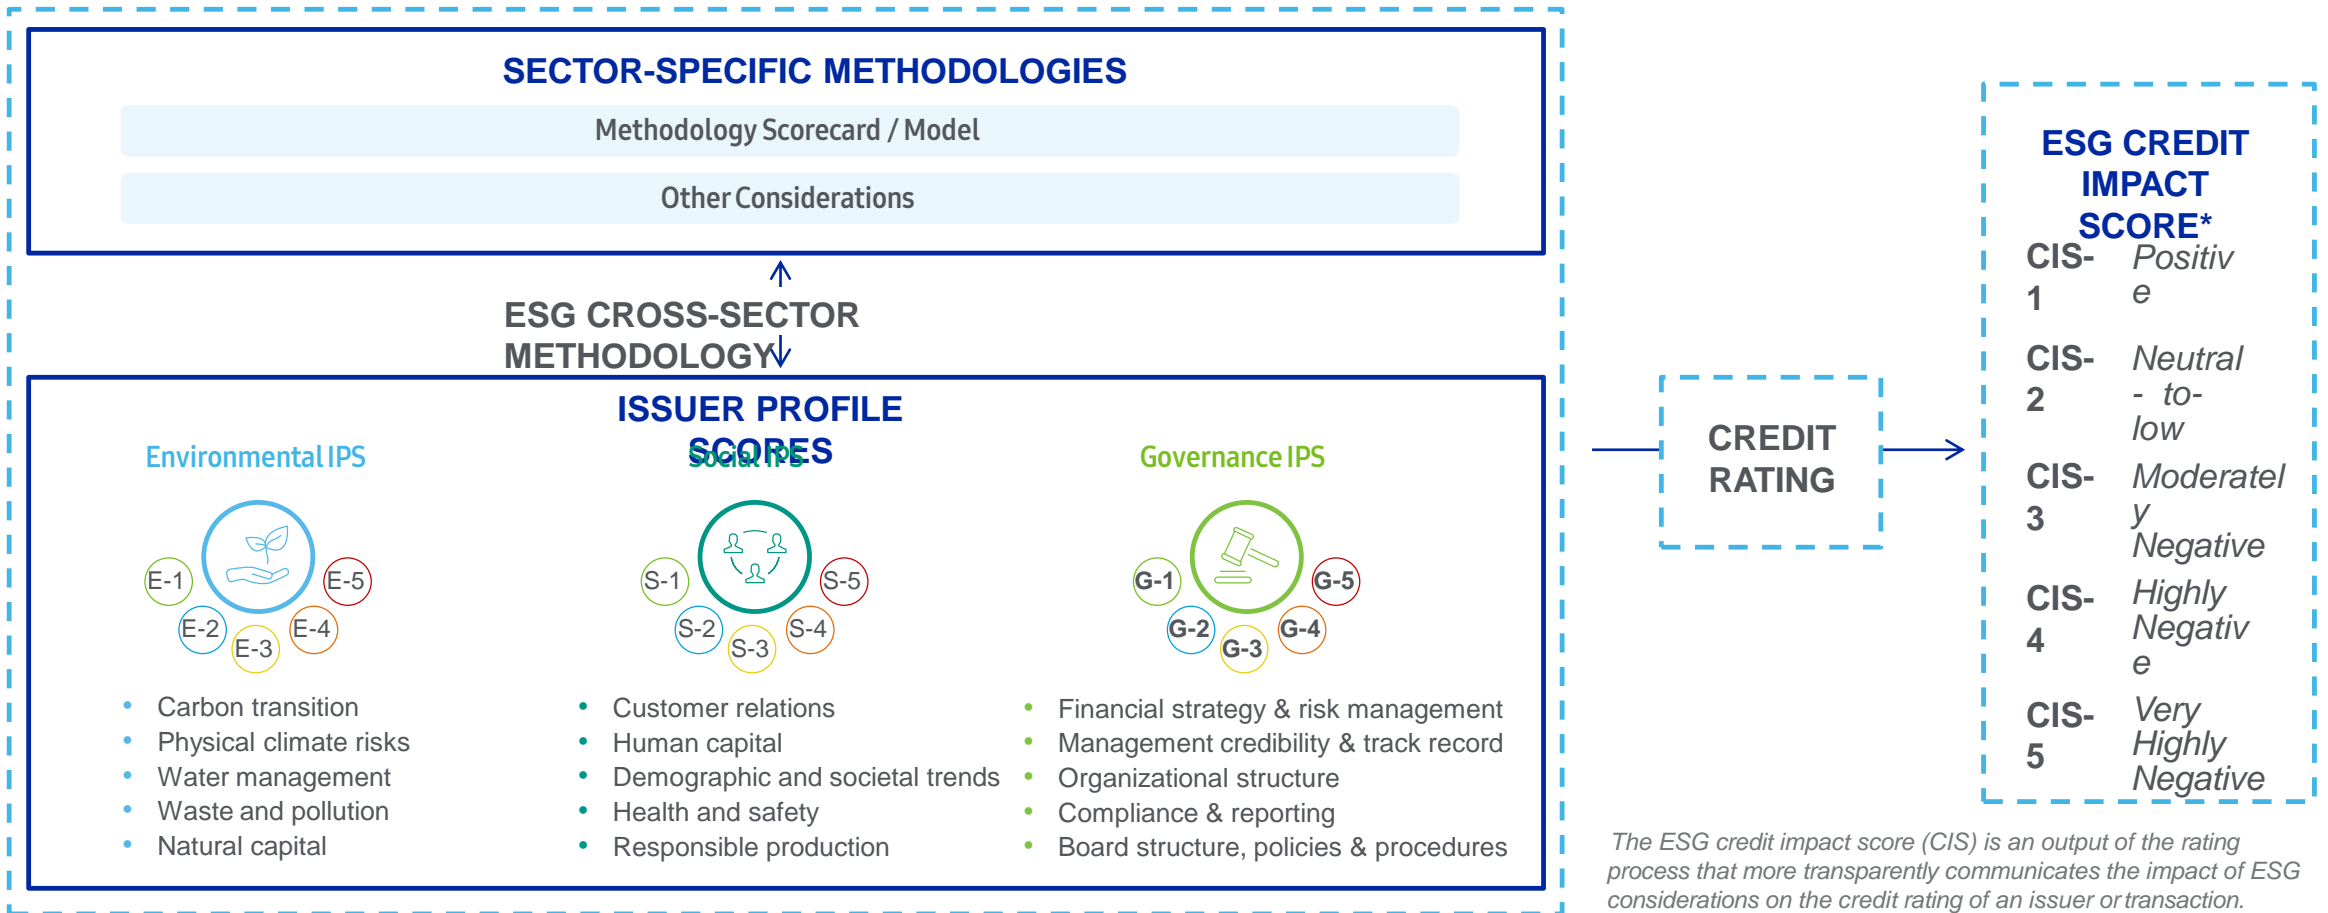 SECTOR-SPECIFIC METHODOLOGIES
Methodology Scorecard / Model
Other Considerations
ESG CROSS-SECTOR
METHODOLOGY
ISSUER PROFILE
SCORES
Environmental IPS
E-1
E-2
E-3
E-4
E-5
• Carbon transition
• Physical climate risks
• Water management
• Waste and pollution
• Natural capital
Social IPS
S-1
S-2
S-3
S-4
S-5
• Customer relations
• Human capital
• Demographic and societal trends
• Health and safety
• Responsible production
Governance IPS
G-1
G-2
G-3
G-4
G-5
• Financial strategy & risk management
• Management credibility & track record
• Organizational structure
• Compliance & reporting
• Board structure, policies & procedures
CREDIT
RATING
ESG CREDIT
IMPACT
SCORE*
CIS-
1
Positiv
e
CIS-
2
Neutral
- to-
low
CIS-
3
Moderatel
y
Negative
CIS-
4
Highly
Negativ
e
CIS-
5
Very
Highly
Negative
The ESG credit impact score (CIS) is an output of the rating
process that more transparently communicates the impact of ESG
considerations on the credit rating of an issuer or transaction.